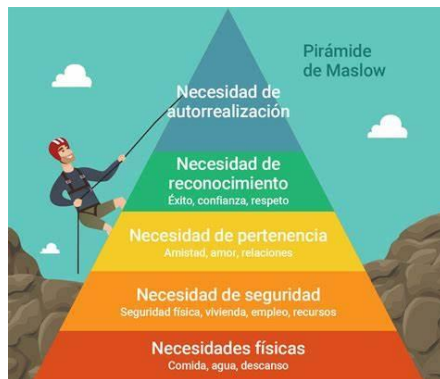 Pirámide
de Maslow
Necesidad de
autorrealización
Necesidad de
reconocimiento
Éxito, confianza, respeto
Necesidad de pertenencia
Amistad, amor, relaciones
Necesidad de seguridad
Seguridad física, vivienda, empleo, recursos
Necesidades físicas
Comida, agua, descanso